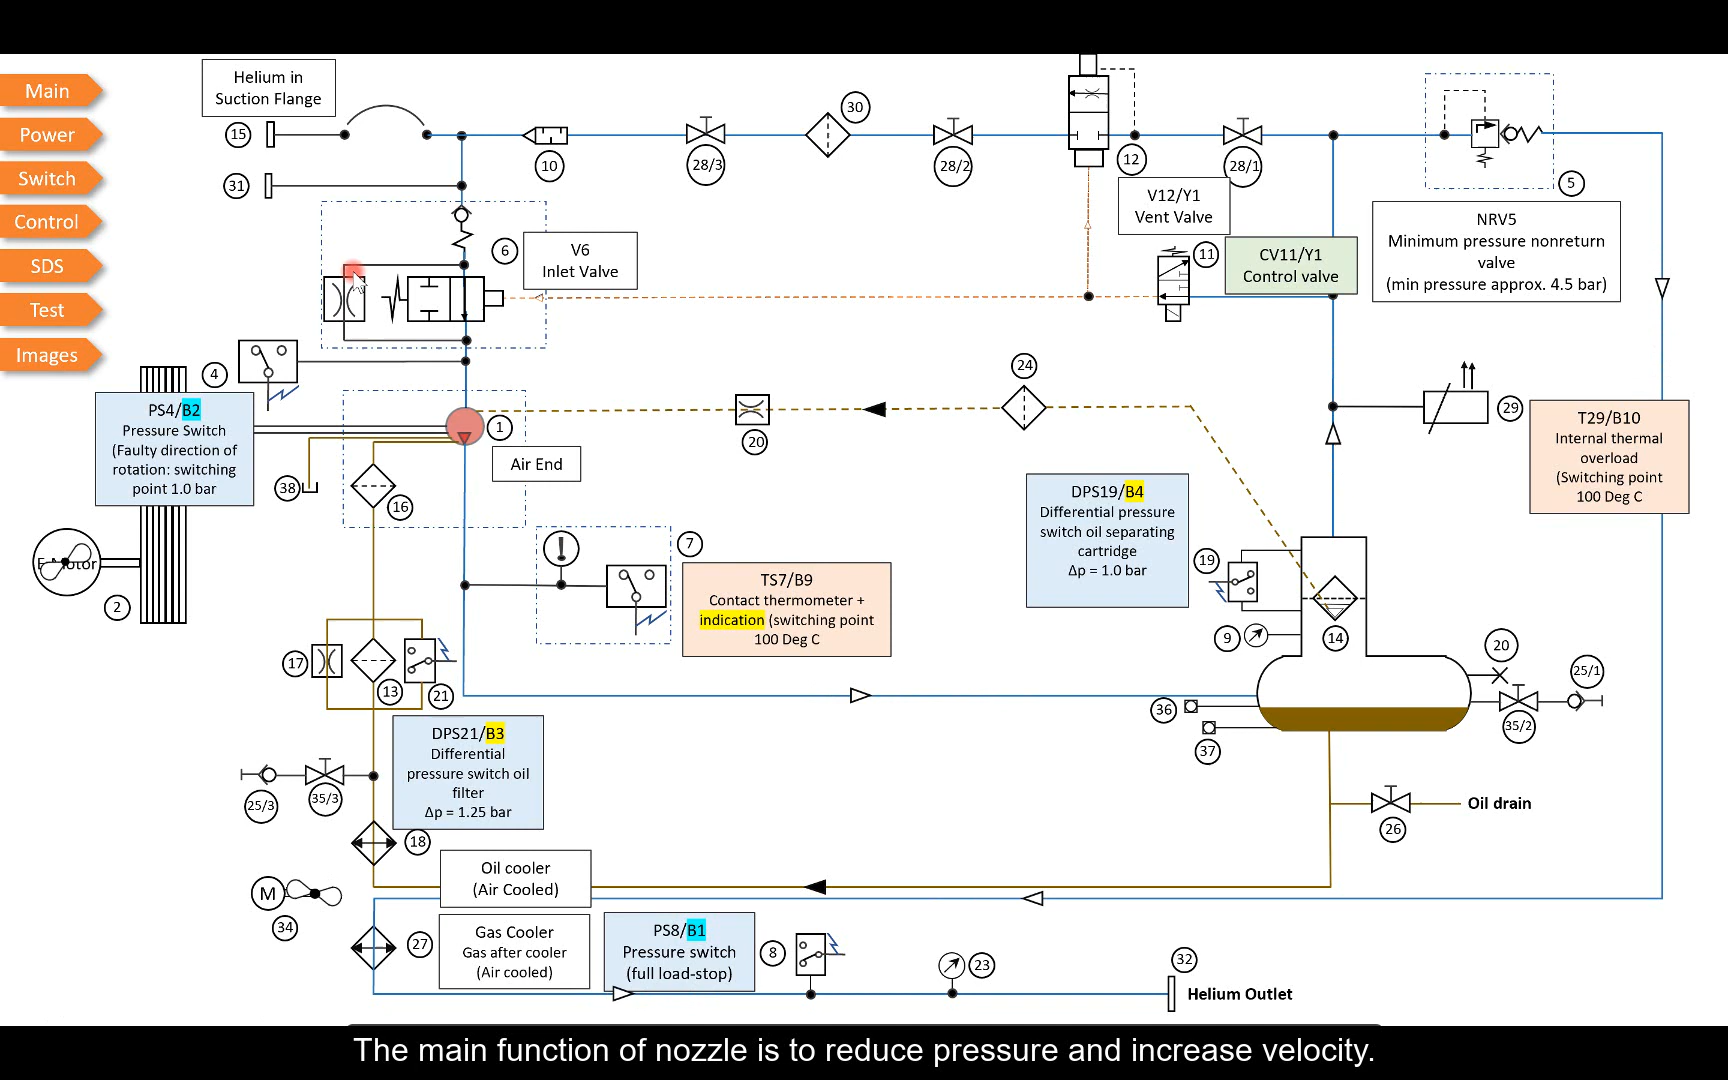 Main
Power
Switch
Control
SDS
Test
Images
Helium in
Suction Flange
15
31
10
28/3
30
28/2
12
28/1
5
V12/Y1
Vent Valve
NRV5
Minimum pressure nonreturn
valve
(min pressure approx. 4.5 bar)
6
V6
Inlet Valve
11
CV11/Y1
Control valve
4
PS4/B2
Pressure Switch
(Faulty direction of
rotation: switching
point 1.0 bar
1
Air End
20
24
29
T29/B10
Internal thermal
overload
(Switching point
100 Deg C
38
16
DPS19/B4
Differential pressure
switch oil separating
cartridge
Δp = 1.0 bar
E-Motor
2
7
TS7/B9
Contact thermometer +
indication (switching point
100 Deg C
19
9
14
20
25/1
17
13
21
36
37
35/2
DPS21/B3
Differential
pressure switch oil
filter
Δp = 1.25 bar
25/3
35/3
18
26
Oil drain
Oil cooler
(Air Cooled)
M
34
27
Gas Cooler
Gas after cooler
(Air cooled)
PS8/B1
Pressure switch
(full load-stop)
8
23
32
Helium Outlet
The main function of nozzle is to reduce pressure and increase velocity.